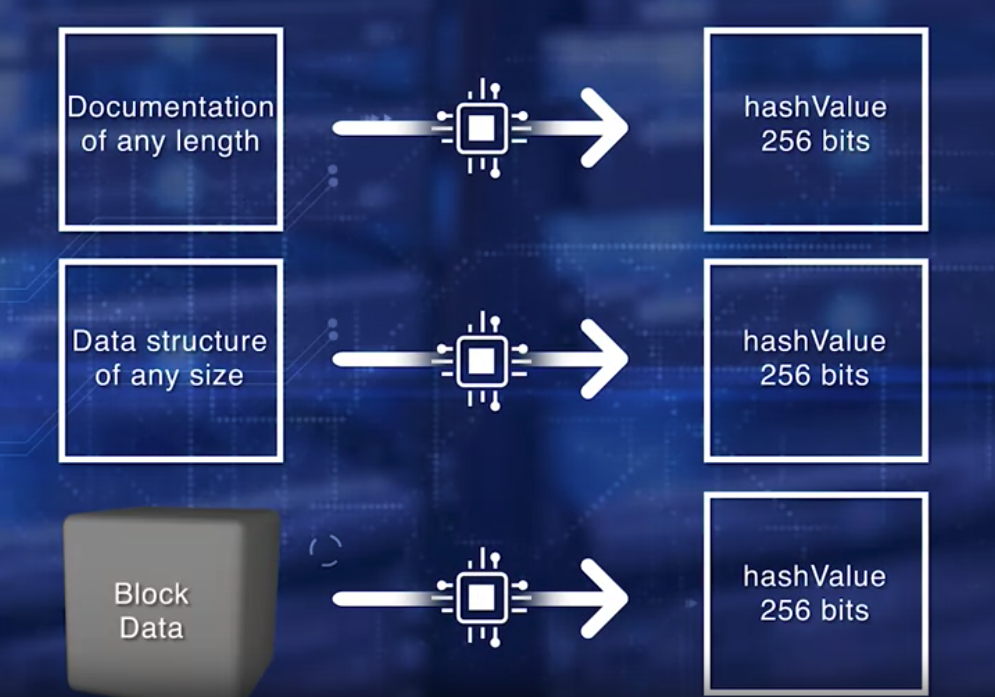 Documentation
of any length
hashValue
256 bits
Data structure
of any size
hashValue
256 bits
Block
Data
hashValue
256 bits